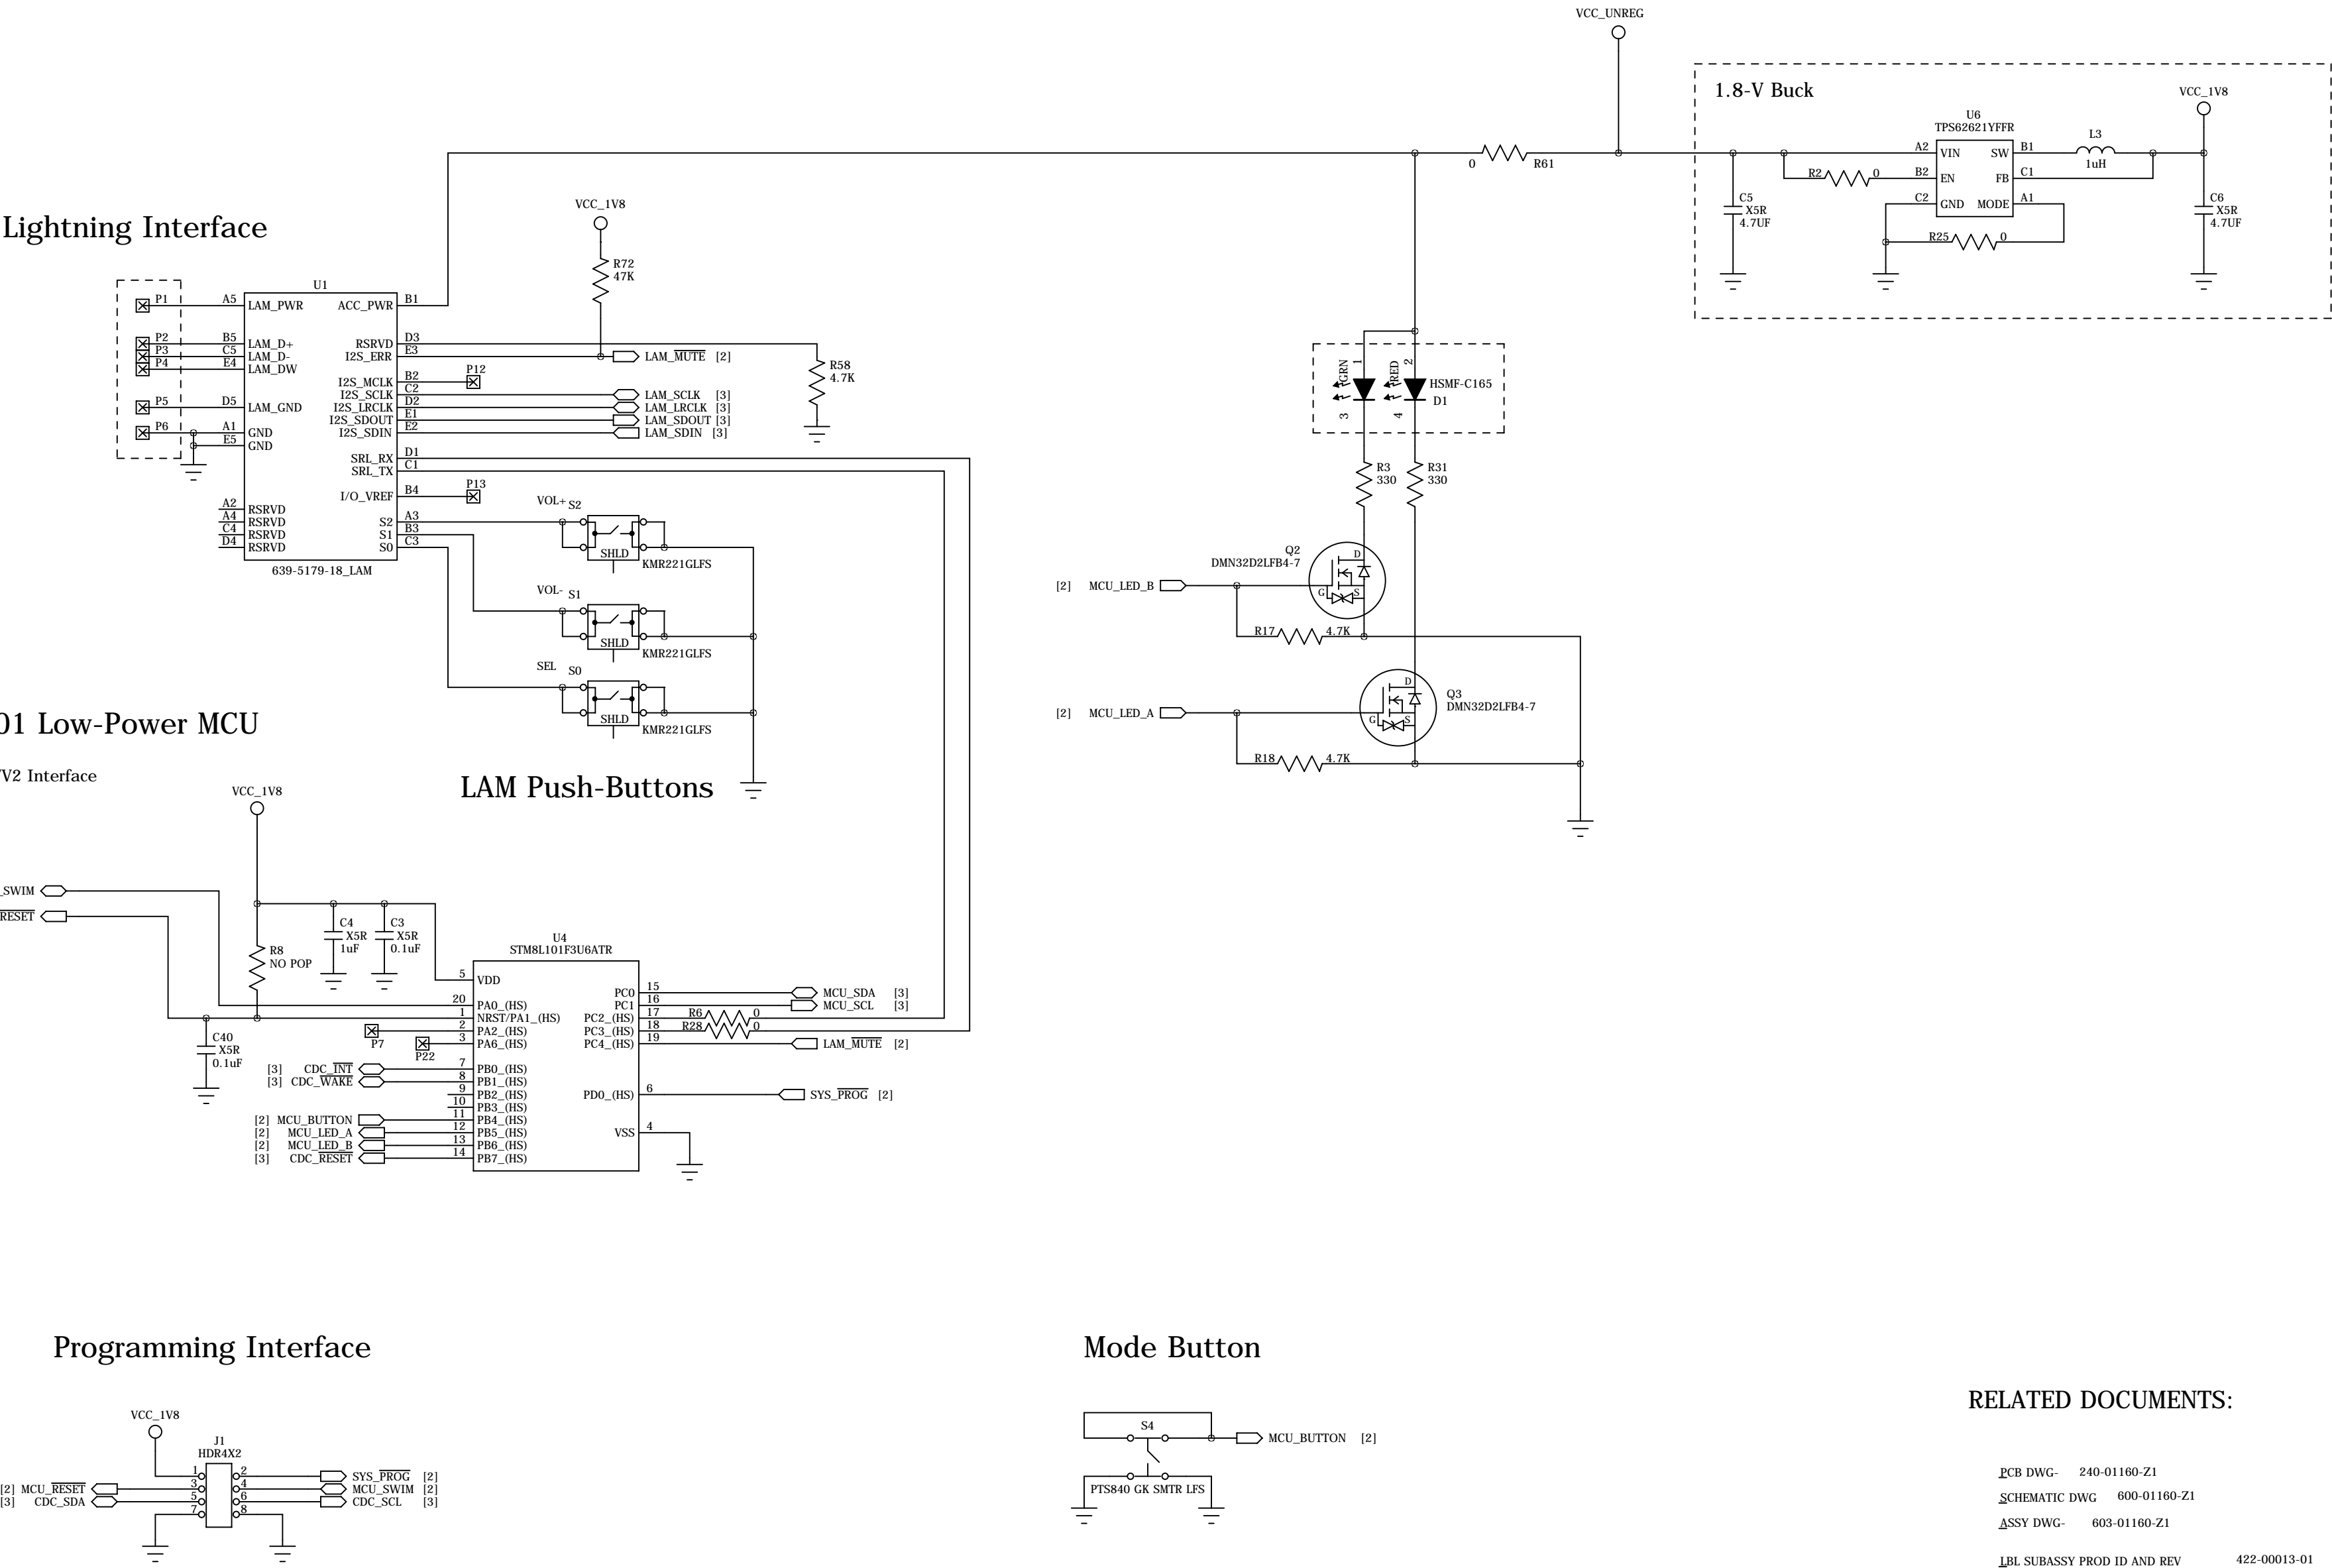 VCC_UNREG
1.8-V Buck
VCC_1V8
U6
TPS62621YFFR
A2 VIN SW B1
B2 EN FB C1
C2 GND MODE A1
L3
1uH
R2 0
R25 0
C5
X5R
4.7UF
C6
X5R
4.7UF
0 R61
Lightning Interface
VCC_1V8
R72
47K
U1
P1 A5 LAM_PWR ACC_PWR B1
P2 B5 LAM_D+ RSRVD D3
P3 C5 LAM_D- I2S_ERR E3 LAM_MUTE [2]
P4 E4 LAM_DW
I2S_MCLK B2 P12
I2S_SCLK C2 LAM_SCLK [3]
P5 D5 LAM_GND I2S_LRCLK D2 LAM_LRCLK [3]
I2S_SDOUT E1 LAM_SDOUT [3]
P6 A1 GND I2S_SDIN E2 LAM_SDIN [3]
E5 GND
SRL_RX D1
SRL_TX C1
I/O_VREF B4 P13
A2 RSRVD
A4 RSRVD S2 A3
C4 RSRVD S1 B3
D4 RSRVD S0 C3
639-5179-18_LAM
R58
4.7K
VOL+ S2
SHLD
KMR221GLFS
VOL- S1
SHLD
KMR221GLFS
SEL S0
SHLD
KMR221GLFS
LAM Push-Buttons
GRN 1 RED 2
HSMF-C165
D1
3 4
R3
330
R31
330
Q2
DMN32D2LFB4-7
D
G S
[2] MCU_LED_B
R17 4.7K
Q3
DMN32D2LFB4-7
D
G S
[2] MCU_LED_A
R18 4.7K
01 Low-Power MCU
V2 Interface
VCC_1V8
_SWIM
RESET
R8
NO POP
C4
X5R
1uF
C3
X5R
0.1uF
C40
X5R
0.1uF
U4
STM8L101F3U6ATR
5 VDD
PC0 15 MCU_SDA [3]
20 PA0_(HS) PC1 16 MCU_SCL [3]
1 NRST/PA1_(HS) PC2_(HS) 17 R6 0
2 PA2_(HS) PC3_(HS) 18 R28 0
P7
3 PA6_(HS) PC4_(HS) 19 LAM_MUTE [2]
P22
[3] CDC_INT 7 PB0_(HS)
[3] CDC_WAKE 8 PB1_(HS)
9 PB2_(HS) PD0_(HS) 6 SYS_PROG [2]
10 PB3_(HS)
[2] MCU_BUTTON 11 PB4_(HS)
[2] MCU_LED_A 12 PB5_(HS) VSS 4
[2] MCU_LED_B 13 PB6_(HS)
[3] CDC_RESET 14 PB7_(HS)
Programming Interface
VCC_1V8
J1
HDR4X2
1 2 SYS_PROG [2]
[2] MCU_RESET 3 4 MCU_SWIM [2]
[3] CDC_SDA 5 6 CDC_SCL [3]
7 8
Mode Button
S4
MCU_BUTTON [2]
PTS840 GK SMTR LFS
RELATED DOCUMENTS:
PCB DWG- 240-01160-Z1
SCHEMATIC DWG 600-01160-Z1
ASSY DWG- 603-01160-Z1
LBL SUBASSY PROD ID AND REV 422-00013-01